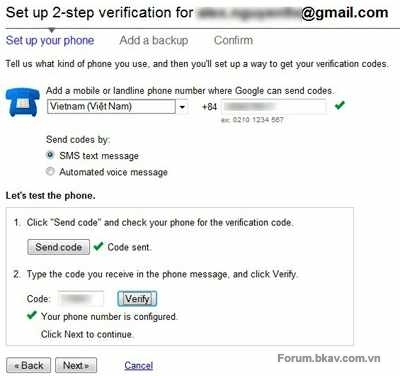 Set up 2-step verification for @gmail.com
Set up your phone Add a backup Confirm
Tell us what kind of phone you use, and then you'll set up a way to get your verification codes.
Add a mobile or landline phone number where Google can send codes.
Vietnam (Việt Nam) +84
ex: 0210 1234 567
Send codes by:
SMS text message
Automated voice message
Let's test the phone.
1. Click "Send code" and check your phone for the verification code.
Send code Code sent.
2. Type the code you receive in the phone message, and click Verify.
Code: Verify
Your phone number is configured.
Click Next to continue.
Forum.bkav.com.vn
« Back Next » Cancel